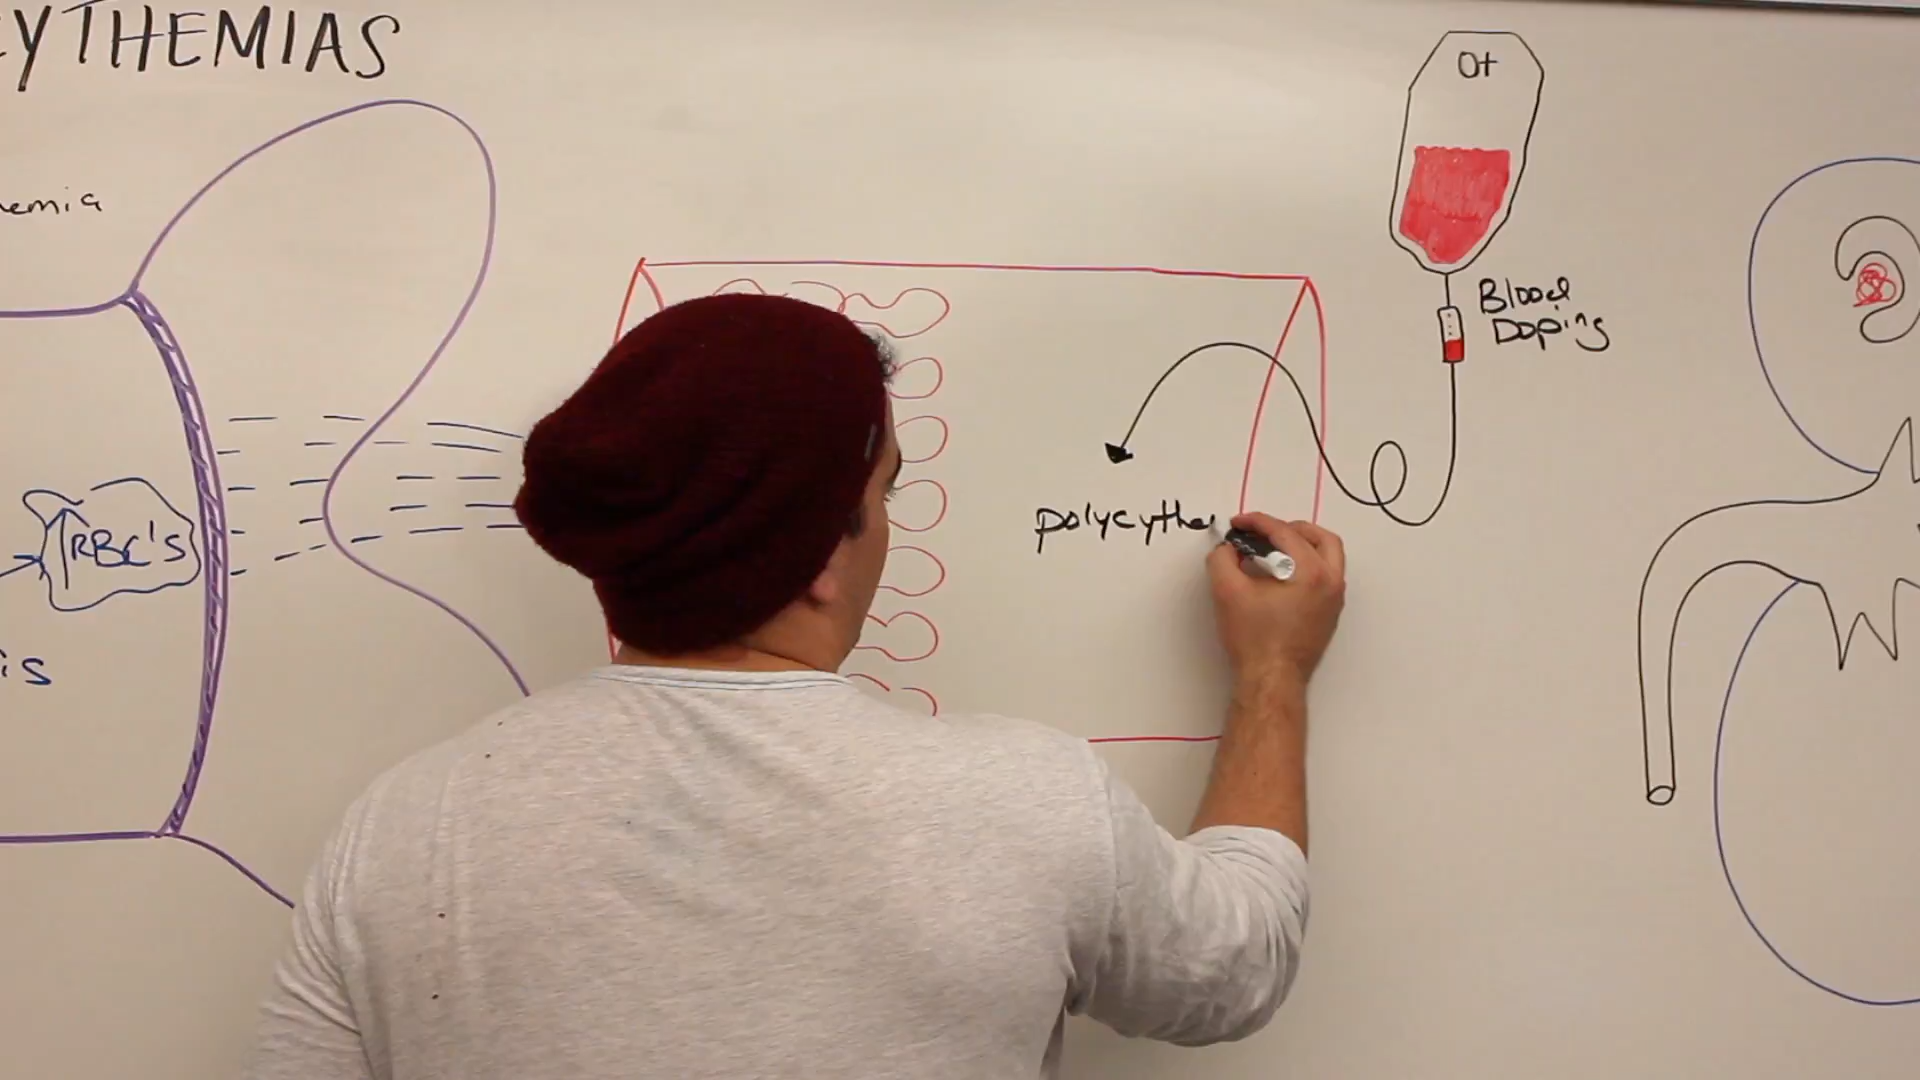 YTHEMIAS
emia
O+
Blood
Doping
polycythe
↑RBC's
is